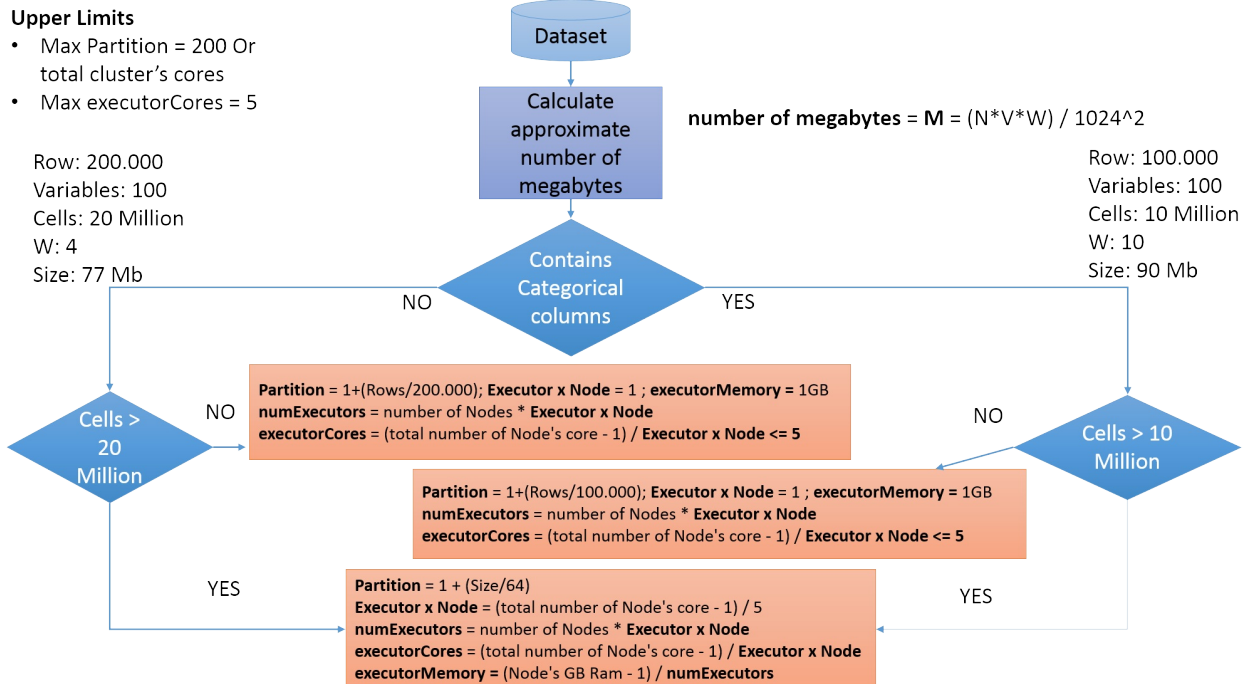 Upper Limits
• Max Partition = 200 Or
total cluster's cores
• Max executorCores = 5
Dataset
Calculate
approximate
number of
megabytes
number of megabytes = M = (N*V*W) / 1024^2
Row: 200.000
Variables: 100
Cells: 20 Million
W: 4
Size: 77 Mb
Row: 100.000
Variables: 100
Cells: 10 Million
W: 10
Size: 90 Mb
Contains
Categorical
columns
NO
YES
Cells >
20
Million
NO
Partition = 1+(Rows/200.000); Executor x Node = 1 ; executorMemory = 1GB
numExecutors = number of Nodes * Executor x Node
executorCores = (total number of Node's core - 1) / Executor x Node <= 5
NO
Cells > 10
Million
Partition = 1+(Rows/100.000); Executor x Node = 1 ; executorMemory = 1GB
numExecutors = number of Nodes * Executor x Node
executorCores = (total number of Node's core - 1) / Executor x Node <= 5
YES
YES
Partition = 1 + (Size/64)
Executor x Node = (total number of Node's core - 1) / 5
numExecutors = number of Nodes * Executor x Node
executorCores = (total number of Node's core - 1) / Executor x Node
executorMemory = (Node's GB Ram - 1) / numExecutors